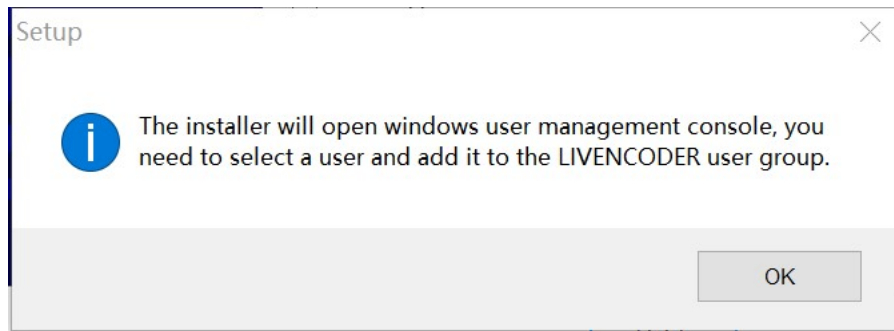 Setup
The installer will open windows user management console, you
need to select a user and add it to the LIVENCODER user group.
OK